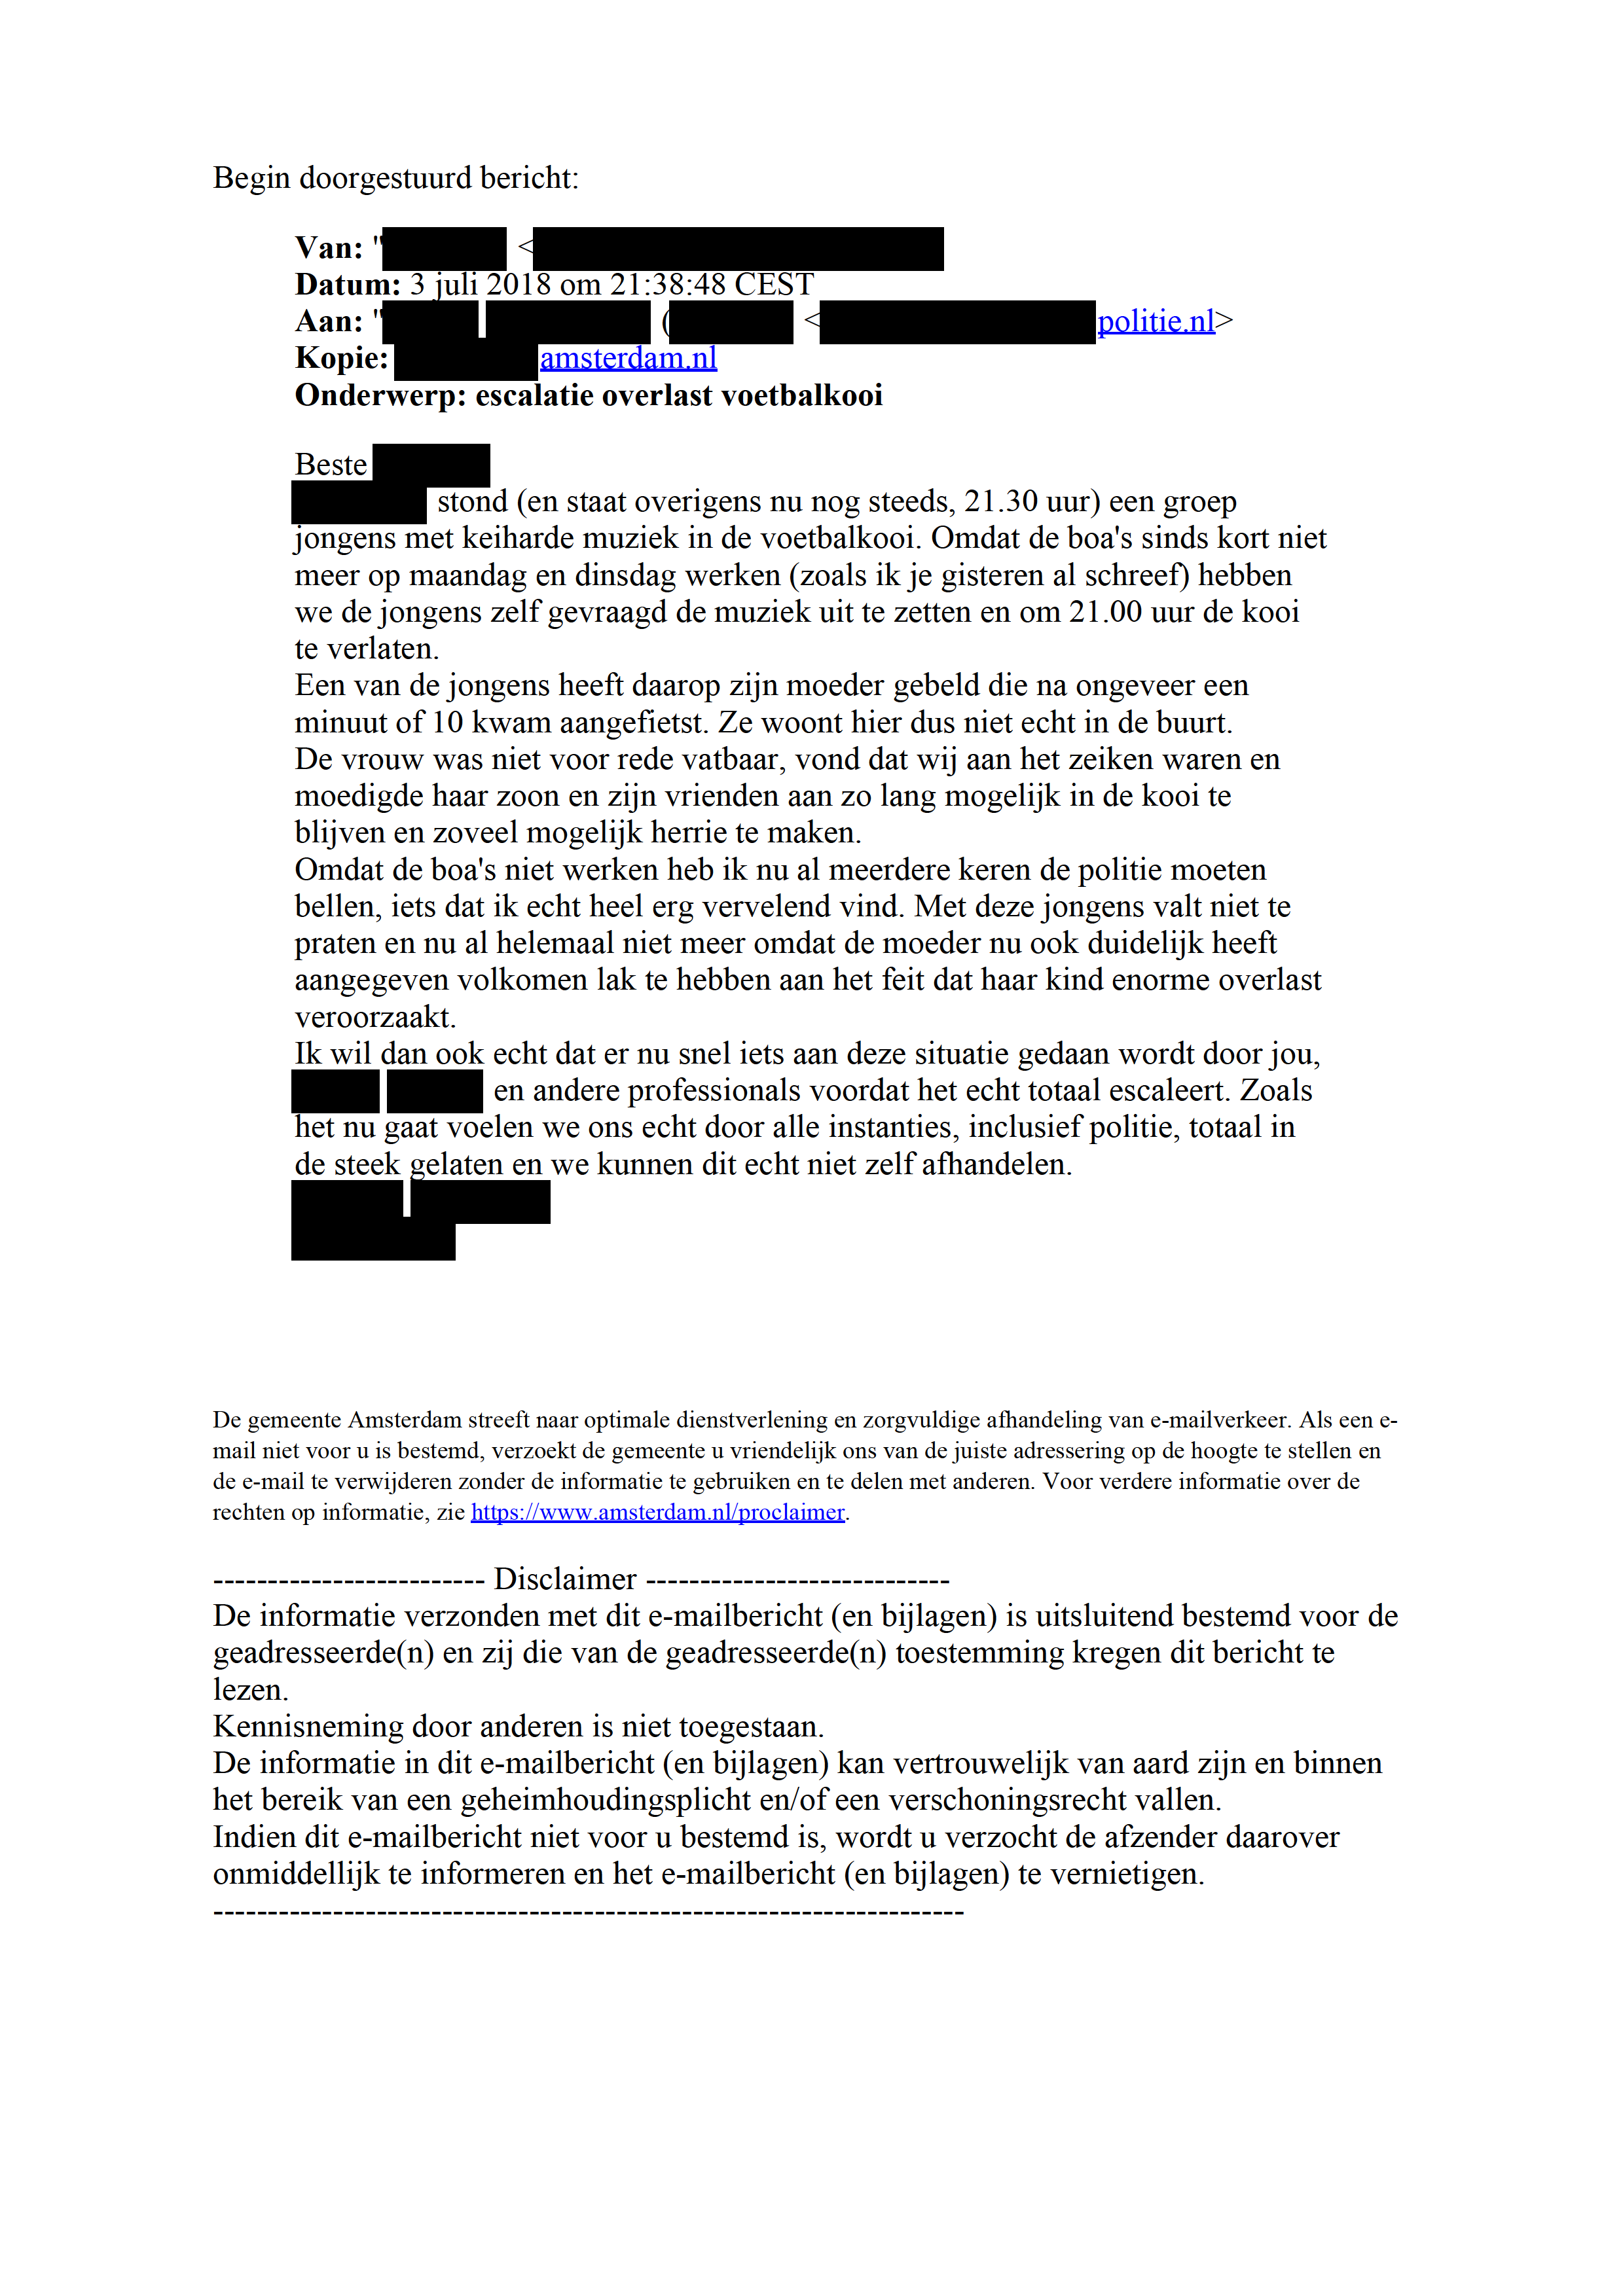 Begin doorgestuurd bericht:
Van: " <
Datum: 3 juli 2018 om 21:38:48 CEST
Aan: " ( < politie.nl>
Kopie: amsterdam.nl
Onderwerp: escalatie overlast voetbalkooi
Beste
stond (en staat overigens nu nog steeds, 21.30 uur) een groep
jongens met keiharde muziek in de voetbalkooi. Omdat de boa's sinds kort niet
meer op maandag en dinsdag werken (zoals ik je gisteren al schreef) hebben
we de jongens zelf gevraagd de muziek uit te zetten en om 21.00 uur de kooi
te verlaten.
Een van de jongens heeft daarop zijn moeder gebeld die na ongeveer een
minuut of 10 kwam aangefietst. Ze woont hier dus niet echt in de buurt.
De vrouw was niet voor rede vatbaar, vond dat wij aan het zeiken waren en
moedigde haar zoon en zijn vrienden aan zo lang mogelijk in de kooi te
blijven en zoveel mogelijk herrie te maken.
Omdat de boa's niet werken heb ik nu al meerdere keren de politie moeten
bellen, iets dat ik echt heel erg vervelend vind. Met deze jongens valt niet te
praten en nu al helemaal niet meer omdat de moeder nu ook duidelijk heeft
aangegeven volkomen lak te hebben aan het feit dat haar kind enorme overlast
veroorzaakt.
Ik wil dan ook echt dat er nu snel iets aan deze situatie gedaan wordt door jou,
en andere professionals voordat het echt totaal escaleert. Zoals
het nu gaat voelen we ons echt door alle instanties, inclusief politie, totaal in
de steek gelaten en we kunnen dit echt niet zelf afhandelen.
De gemeente Amsterdam streeft naar optimale dienstverlening en zorgvuldige afhandeling van e-mailverkeer. Als een e-
mail niet voor u is bestemd, verzoekt de gemeente u vriendelijk ons van de juiste adressering op de hoogte te stellen en
de e-mail te verwijderen zonder de informatie te gebruiken en te delen met anderen. Voor verdere informatie over de
rechten op informatie, zie https://www.amsterdam.nl/proclaimer.
------------------------- Disclaimer ----------------------------
De informatie verzonden met dit e-mailbericht (en bijlagen) is uitsluitend bestemd voor de
geadresseerde(n) en zij die van de geadresseerde(n) toestemming kregen dit bericht te
lezen.
Kennisneming door anderen is niet toegestaan.
De informatie in dit e-mailbericht (en bijlagen) kan vertrouwelijk van aard zijn en binnen
het bereik van een geheimhoudingsplicht en/of een verschoningsrecht vallen.
Indien dit e-mailbericht niet voor u bestemd is, wordt u verzocht de afzender daarover
onmiddellijk te informeren en het e-mailbericht (en bijlagen) te vernietigen.
---------------------------------------------------------------------